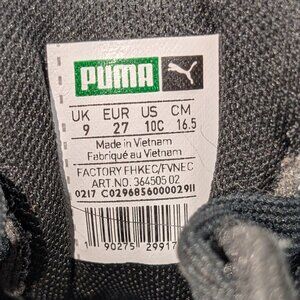 PUMA
UK EUR US CM
9 27 10C 16.5
Made in Vietnam
Fabriqué au Vietnam
FACTORY FHKEC/FVNEC
ART.NO. 364505 02
0217 C02968560000029II
1 90275 29917